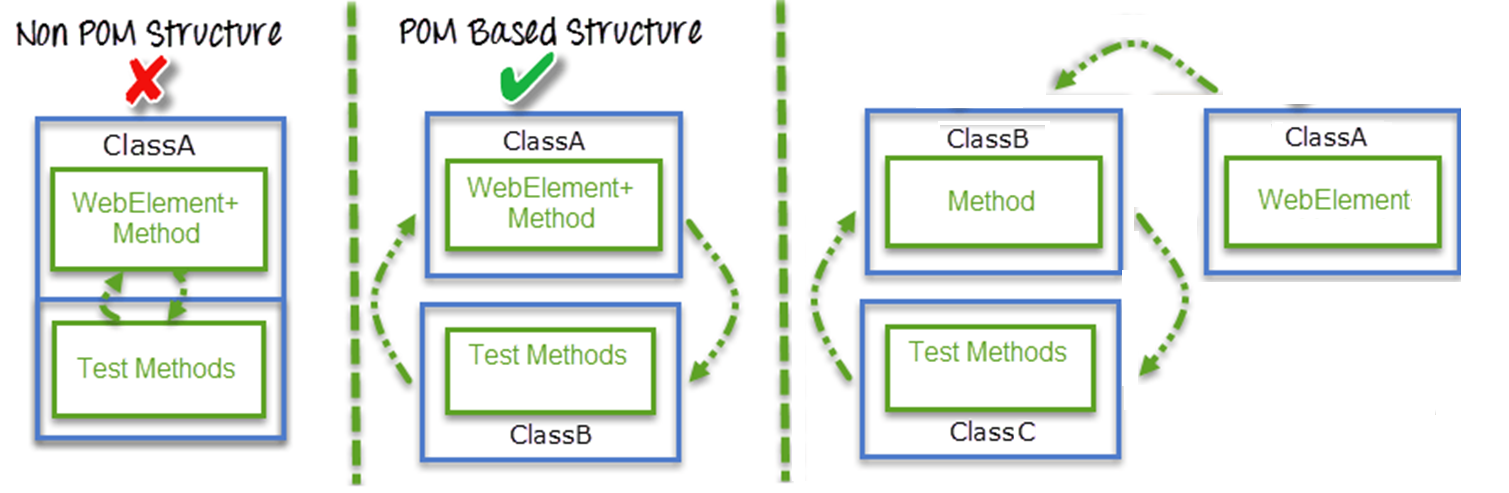 Non POM Structure
ClassA
WebElement+
Method
Test Methods
POM Based Structure
ClassA
WebElement+
Method
Test Methods
ClassB
ClassB
Method
ClassA
WebElement
Test Methods
ClassC